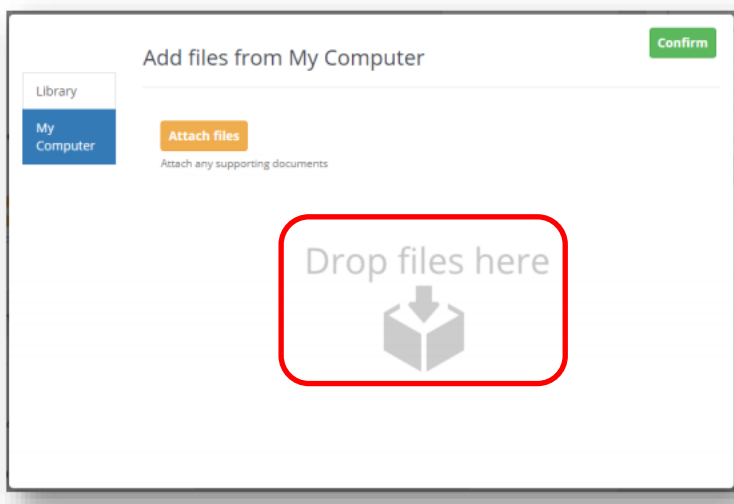 Add files from My Computer
Confirm
Library
My
Computer
Attach files
Attach any supporting documents
Drop files here